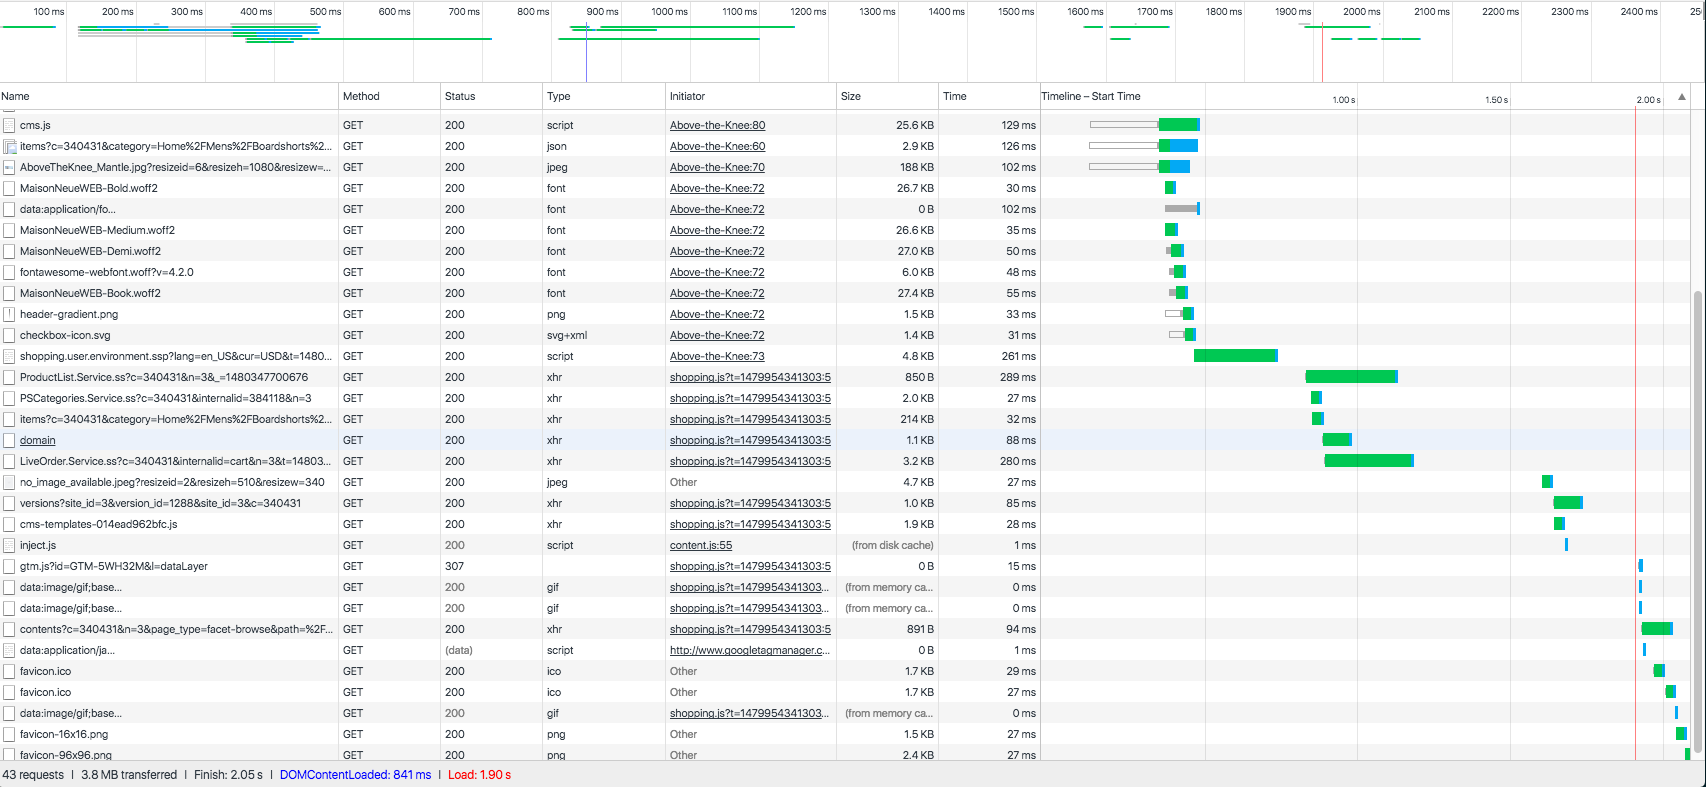 100 ms 200 ms 300 ms 400 ms 500 ms 600 ms 700 ms 800 ms 900 ms 1000 ms 1100 ms 1200 ms 1300 ms 1400 ms 1500 ms 1600 ms 1700 ms 1800 ms 1900 ms 2000 ms 2100 ms 2200 ms 2300 ms 2400 ms 250
Name Method Status Type Initiator Size Time Timeline – Start Time 1.00 s 1.50 s 2.00 s ▲
cms.js GET 200 script Above-the-Knee:80 25.6 KB 129 ms
items?c=340431&category=Home%2FMens%2FBoardshorts%2... GET 200 json Above-the-Knee:60 2.9 KB 126 ms
AboveTheKnee_Mantle.jpg?resizeid=6&resizeh=1080&resizew=... GET 200 jpeg Above-the-Knee:70 188 KB 102 ms
MaisonNeueWEB-Bold.woff2 GET 200 font Above-the-Knee:72 26.7 KB 30 ms
data:application/fo... GET 200 font Above-the-Knee:72 0 B 102 ms
MaisonNeueWEB-Medium.woff2 GET 200 font Above-the-Knee:72 26.6 KB 35 ms
MaisonNeueWEB-Demi.woff2 GET 200 font Above-the-Knee:72 27.0 KB 50 ms
fontawesome-webfont.woff?v=4.2.0 GET 200 font Above-the-Knee:72 6.0 KB 48 ms
MaisonNeueWEB-Book.woff2 GET 200 font Above-the-Knee:72 27.4 KB 55 ms
header-gradient.png GET 200 png Above-the-Knee:72 1.5 KB 33 ms
checkbox-icon.svg GET 200 svg+xml Above-the-Knee:72 1.4 KB 31 ms
shopping.user.environment.ssp?lang=en_US&cur=USD&t=1480... GET 200 script Above-the-Knee:73 4.8 KB 261 ms
ProductList.Service.ss?c=340431&n=3&_=1480347700676 GET 200 xhr shopping.js?t=1479954341303:5 850 B 289 ms
PSCategories.Service.ss?c=340431&internalid=384118&n=3 GET 200 xhr shopping.js?t=1479954341303:5 2.0 KB 27 ms
items?c=340431&category=Home%2FMens%2FBoardshorts%2... GET 200 xhr shopping.js?t=1479954341303:5 214 KB 32 ms
domain GET 200 xhr shopping.js?t=1479954341303:5 1.1 KB 88 ms
LiveOrder.Service.ss?c=340431&internalid=cart&n=3&t=14803... GET 200 xhr shopping.js?t=1479954341303:5 3.2 KB 280 ms
no_image_available.jpeg?resizeid=2&resizeh=510&resizew=340 GET 200 jpeg Other 4.7 KB 27 ms
versions?site_id=3&version_id=1288&site_id=3&c=340431 GET 200 xhr shopping.js?t=1479954341303:5 1.0 KB 85 ms
cms-templates-014ead962bfc.js GET 200 xhr shopping.js?t=1479954341303:5 1.9 KB 28 ms
inject.js GET 200 script content.js:55 (from disk cache) 1 ms
gtm.js?id=GTM-5WH32M&l=dataLayer GET 307 shopping.js?t=1479954341303:5 0 B 15 ms
data:image/gif;base... GET 200 gif shopping.js?t=1479954341303... (from memory ca... 0 ms
data:image/gif;base... GET 200 gif shopping.js?t=1479954341303... (from memory ca... 0 ms
contents?c=340431&n=3&page_type=facet-browse&path=%2F... GET 200 xhr shopping.js?t=1479954341303:5 891 B 94 ms
data:application/ja... GET (data) script http://www.googletagmanager.c... 0 B 1 ms
favicon.ico GET 200 ico Other 1.7 KB 29 ms
favicon.ico GET 200 ico Other 1.7 KB 27 ms
data:image/gif;base... GET 200 gif shopping.js?t=1479954341303... (from memory ca... 0 ms
favicon-16x16.png GET 200 png Other 1.5 KB 27 ms
favicon-96x96.png GET 200 png Other 2.4 KB 27 ms
43 requests | 3.8 MB transferred | Finish: 2.05 s | DOMContentLoaded: 841 ms | Load: 1.90 s